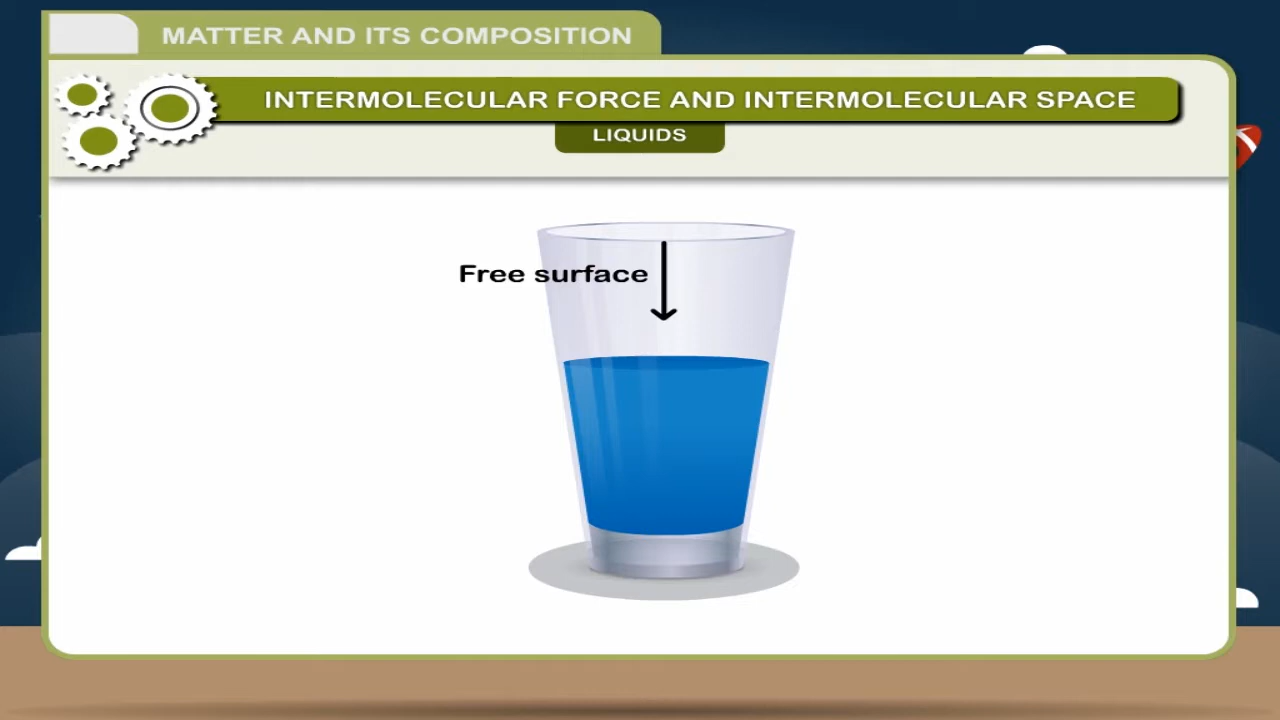 MATTER AND ITS COMPOSITION
INTERMOLECULAR FORCE AND INTERMOLECULAR SPACE
LIQUIDS
Free surface